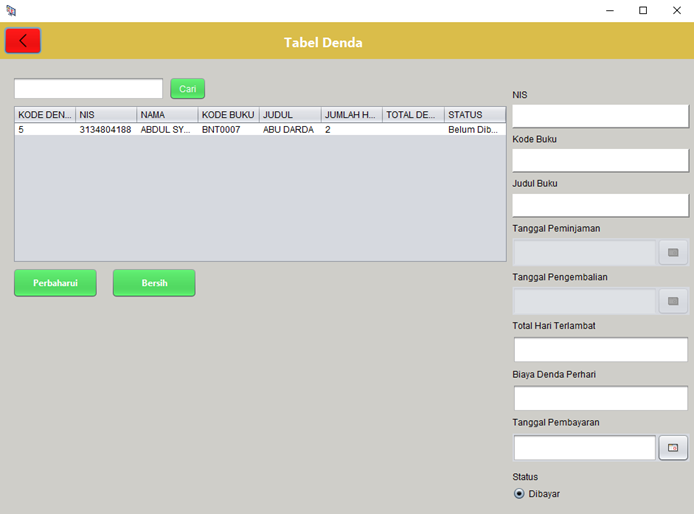 Tabel Denda
Cari
KODE DEN... NIS NAMA KODE BUKU JUDUL JUMLAH H... TOTAL DE... STATUS
5 3134804188 ABDUL SY... BNT0007 ABU DARDA 2 Belum Dib...
Perbaharui Bersih
NIS
Kode Buku
Judul Buku
Tanggal Peminjaman
Tanggal Pengembalian
Total Hari Terlambat
Biaya Denda Perhari
Tanggal Pembayaran
Status
Dibayar